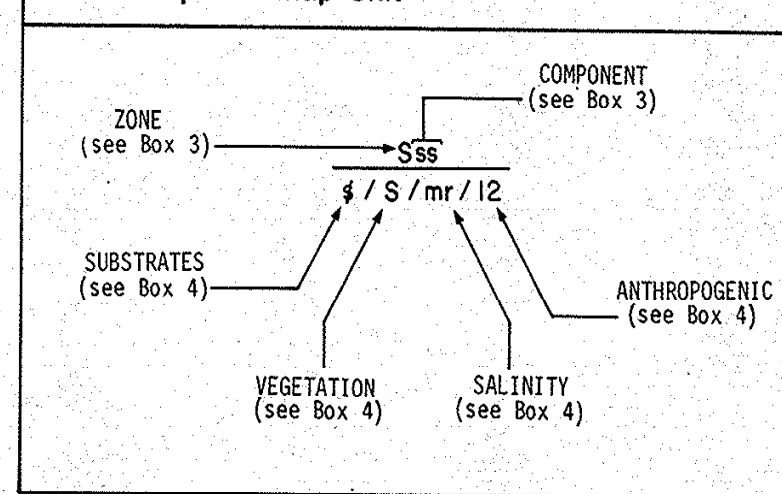 COMPONENT
(see Box 3)
ZONE
(see Box 3)
Sss
$ / S / mr / 12
SUBSTRATES
(see Box 4)
ANTHROPOGENIC
(see Box 4)
VEGETATION
(see Box 4)
SALINITY
(see Box 4)